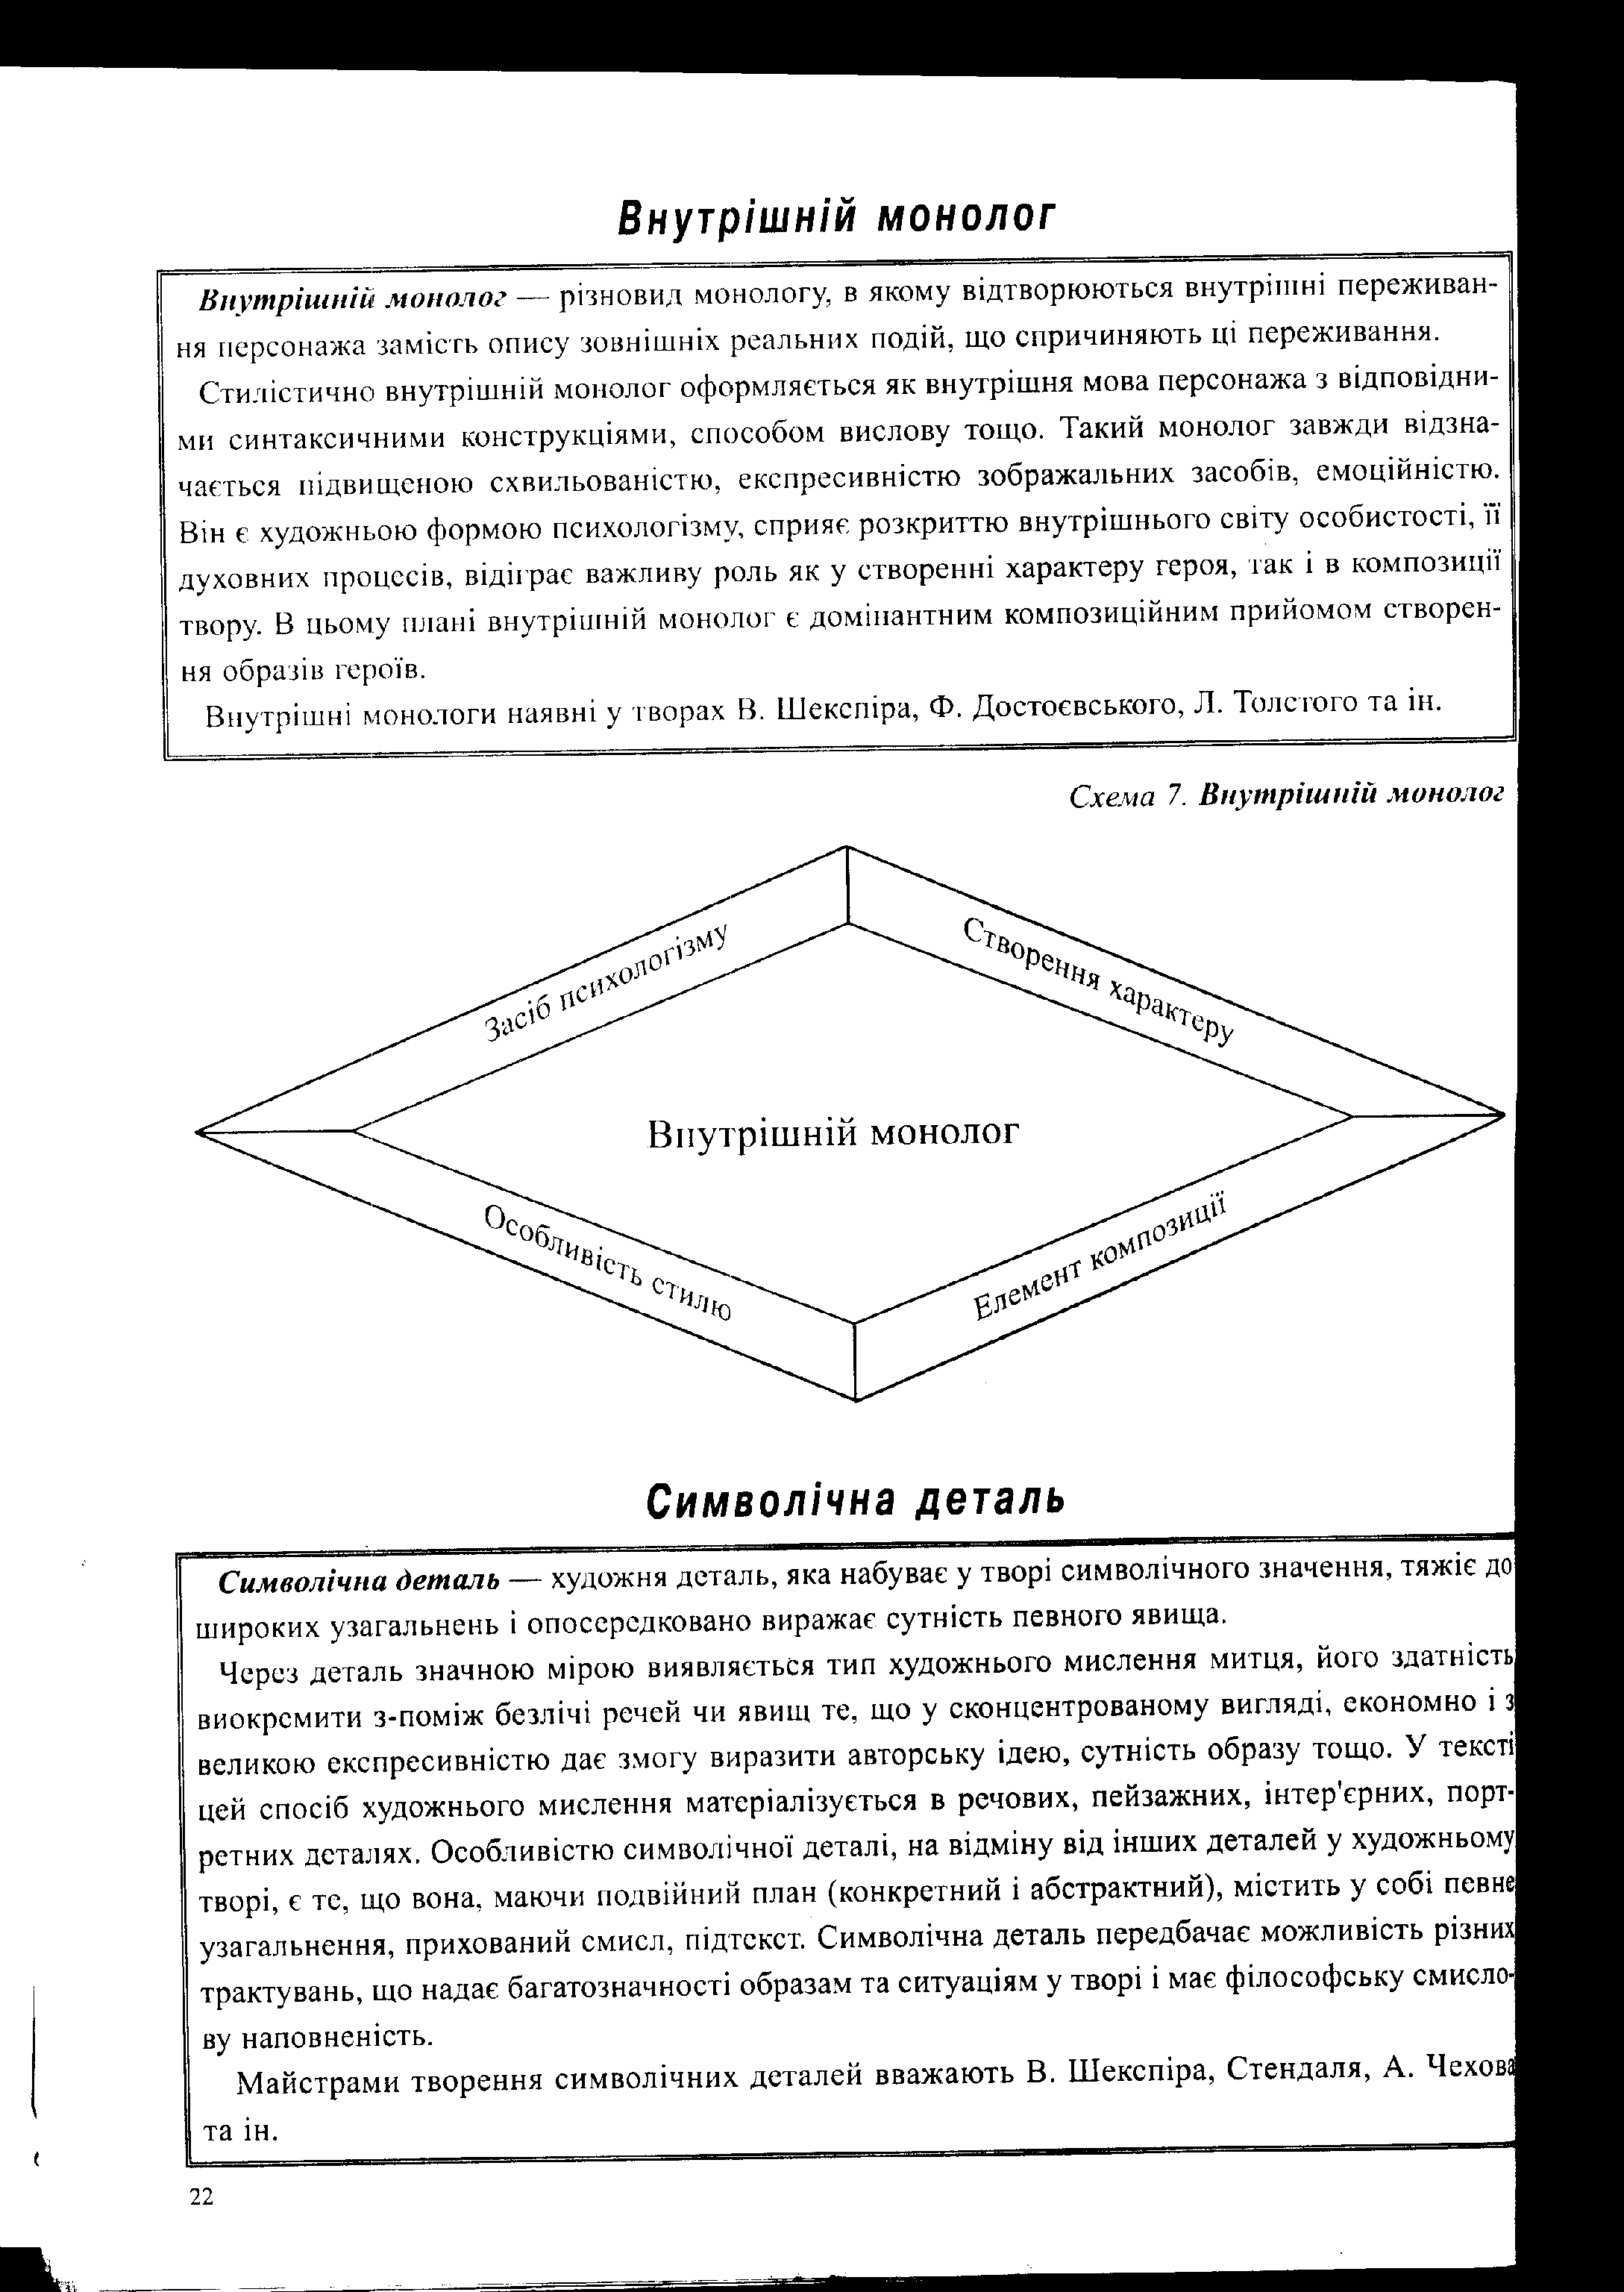 Внутрішній монолог
Внутрішній монолог — різновид монологу, в якому відтворюються внутрішні переживан-
ня персонажа замість опису зовнішніх реальних подій, що спричиняють ці переживання.
Стилістично внутрішній монолог оформляється як внутрішня мова персонажа з відповідни-
ми синтаксичними конструкціями, способом вислову тощо. Такий монолог завжди відзна-
чається підвищеною схвильованістю, експресивністю зображальних засобів, емоційністю.
Він є художньою формою психологізму, сприяє розкриттю внутрішнього світу особистості, її
духовних процесів, відіграє важливу роль як у створенні характеру героя, так і в композиції
твору. В цьому плані внутрішній монолог є домінантним композиційним прийомом створен-
ня образів героїв.
Внутрішні монологи наявні у творах В. Шекспіра, Ф. Достоєвського, Л. Толстого та ін.
Схема 7. Внутрішній монолог
Засіб психологізму
Створення характеру
Внутрішній монолог
Особливість стилю
Елемент композиції
Символічна деталь
Символічна деталь — художня деталь, яка набуває у творі символічного значення, тяжіє до
широких узагальнень і опосередковано виражає сутність певного явища.
Через деталь значною мірою виявляється тип художнього мислення митця, його здатність
виокремити з-поміж безлічі речей чи явищ те, що у сконцентрованому вигляді, економно і з
великою експресивністю дає змогу виразити авторську ідею, сутність образу тощо. У тексті
цей спосіб художнього мислення матеріалізується в речових, пейзажних, інтер'єрних, порт-
ретних деталях. Особливістю символічної деталі, на відміну від інших деталей у художньому
творі, є те, що вона, маючи подвійний план (конкретний і абстрактний), містить у собі певне
узагальнення, прихований смисл, підтекст. Символічна деталь передбачає можливість різних
трактувань, що надає багатозначності образам та ситуаціям у творі і має філософську смисло-
ву наповненість.
Майстрами творення символічних деталей вважають В. Шекспіра, Стендаля, А. Чехова
та ін.
22